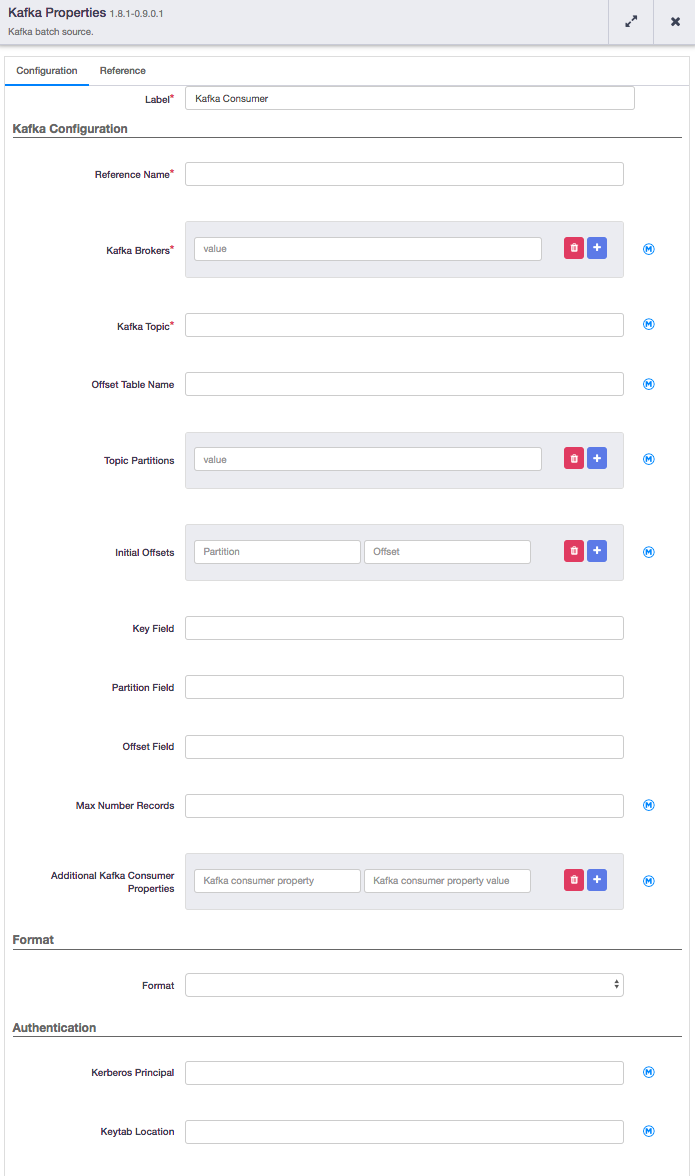 Kafka Properties 1.8.1-0.9.0.1
Kafka batch source.
Configuration Reference
Label* Kafka Consumer
Kafka Configuration
Reference Name*
Kafka Brokers* value M
Kafka Topic* M
Offset Table Name M
Topic Partitions value M
Initial Offsets Partition Offset M
Key Field
Partition Field
Offset Field
Max Number Records M
Additional Kafka Consumer
Properties Kafka consumer property Kafka consumer property value M
Format
Format
Authentication
Kerberos Principal M
Keytab Location M